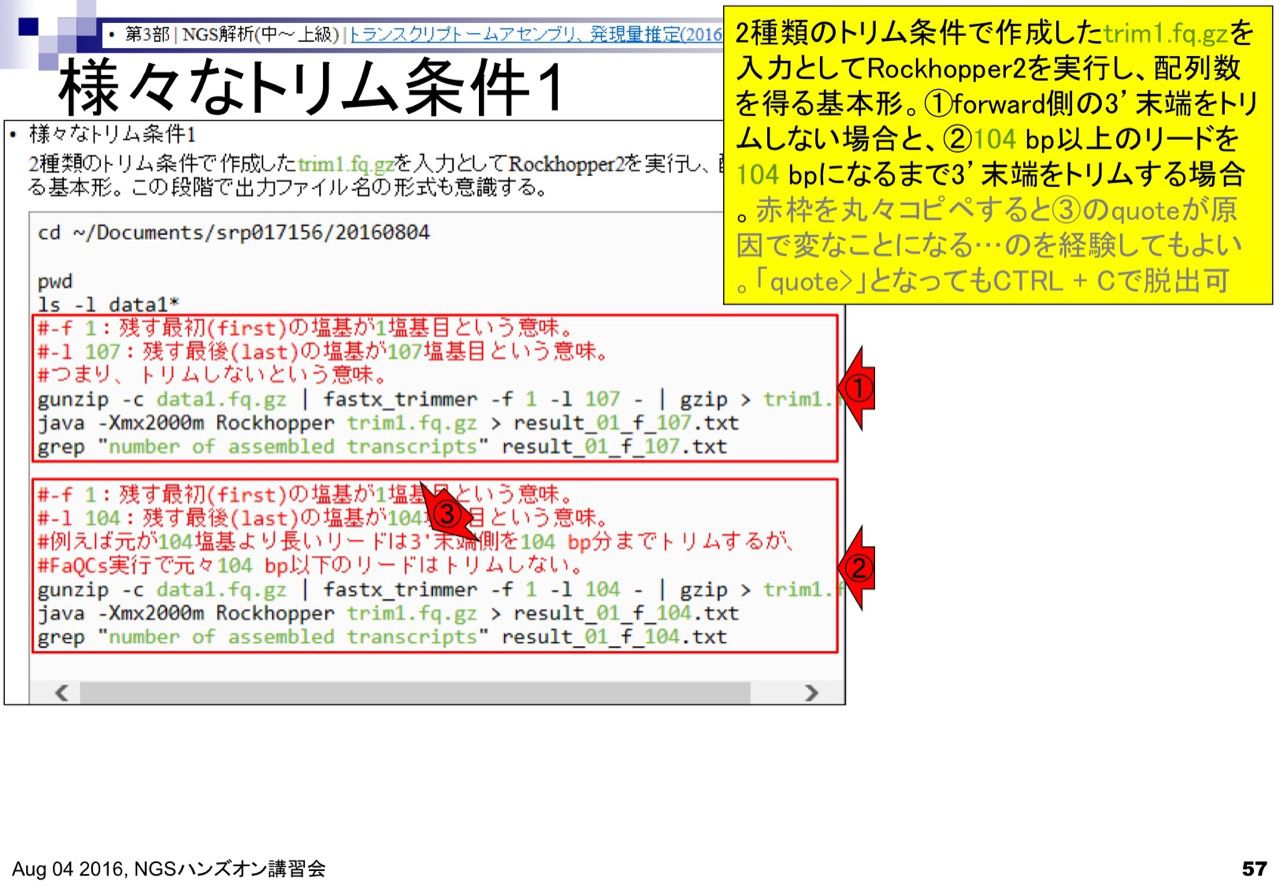 • 第3部 | NGS解析(中～上級) | トランスクリプトームアセンブリ、発現量推定(2016
様々なトリム条件1
2種類のトリム条件で作成したtrim1.fq.gzを
入力としてRockhopper2を実行し、配列数
を得る基本形。①forward側の3’末端をトリ
ムしない場合と、②104 bp以上のリードを
104 bpになるまで3’末端をトリムする場合
。赤枠を丸々コピペすると③のquoteが原
因で変なことになる…のを経験してもよい
。「quote>」となってもCTRL + Cで脱出可
• 様々なトリム条件1
2種類のトリム条件で作成したtrim1.fq.gzを入力としてRockhopper2を実行し、
る基本形。この段階で出力ファイル名の形式も意識する。
cd ~/Documents/srp017156/20160804
pwd
ls -l data1*
#-f 1：残す最初(first)の塩基が1塩基目という意味。
#-l 107：残す最後(last)の塩基が107塩基目という意味。
#つまり、トリムしないという意味。
gunzip -c data1.fq.gz | fastx_trimmer -f 1 -l 107 - | gzip > trim1.
java -Xmx2000m Rockhopper trim1.fq.gz > result_01_f_107.txt
grep "number of assembled transcripts" result_01_f_107.txt
①
#-f 1：残す最初(first)の塩基が1塩基目という意味。
#-l 104：残す最後(last)の塩基が104塩基目という意味。
③
#例えば元が104塩基より長いリードは3'末端側を104 bp分までトリムするが、
#FaQCs実行で元々104 bp以下のリードはトリムしない。
gunzip -c data1.fq.gz | fastx_trimmer -f 1 -l 104 - | gzip > trim1.f
java -Xmx2000m Rockhopper trim1.fq.gz > result_01_f_104.txt
grep "number of assembled transcripts" result_01_f_104.txt
②
Aug 04 2016, NGSハンズオン講習会
57